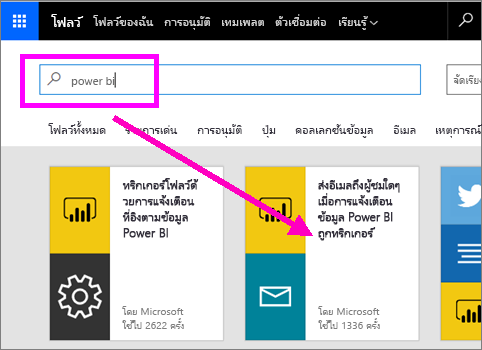 โฟลว์ โฟลว์ของฉัน การอนุมัติ เทมเพลต ตัวเชื่อมต่อ เรียนรู้
power bi
จัดเรียง
โฟลว์ทั้งหมด รายการเด่น การอนุมัติ ปุ่ม คอลเลกชันข้อมูล อีเมล เหตุการณ์
ทริกเกอร์โฟลว์ด้
วยการแจ้งเตือน
ที่อิงตามข้อมูล
Power BI
โดย Microsoft
ใช้ไป 2622 ครั้ง
ส่งอีเมลถึงผู้ชมใดๆ
เมื่อการแจ้งเตือน
ข้อมูล Power BI
ถูกทริกเกอร์
โดย Microsoft
ใช้ไป 1336 ครั้ง